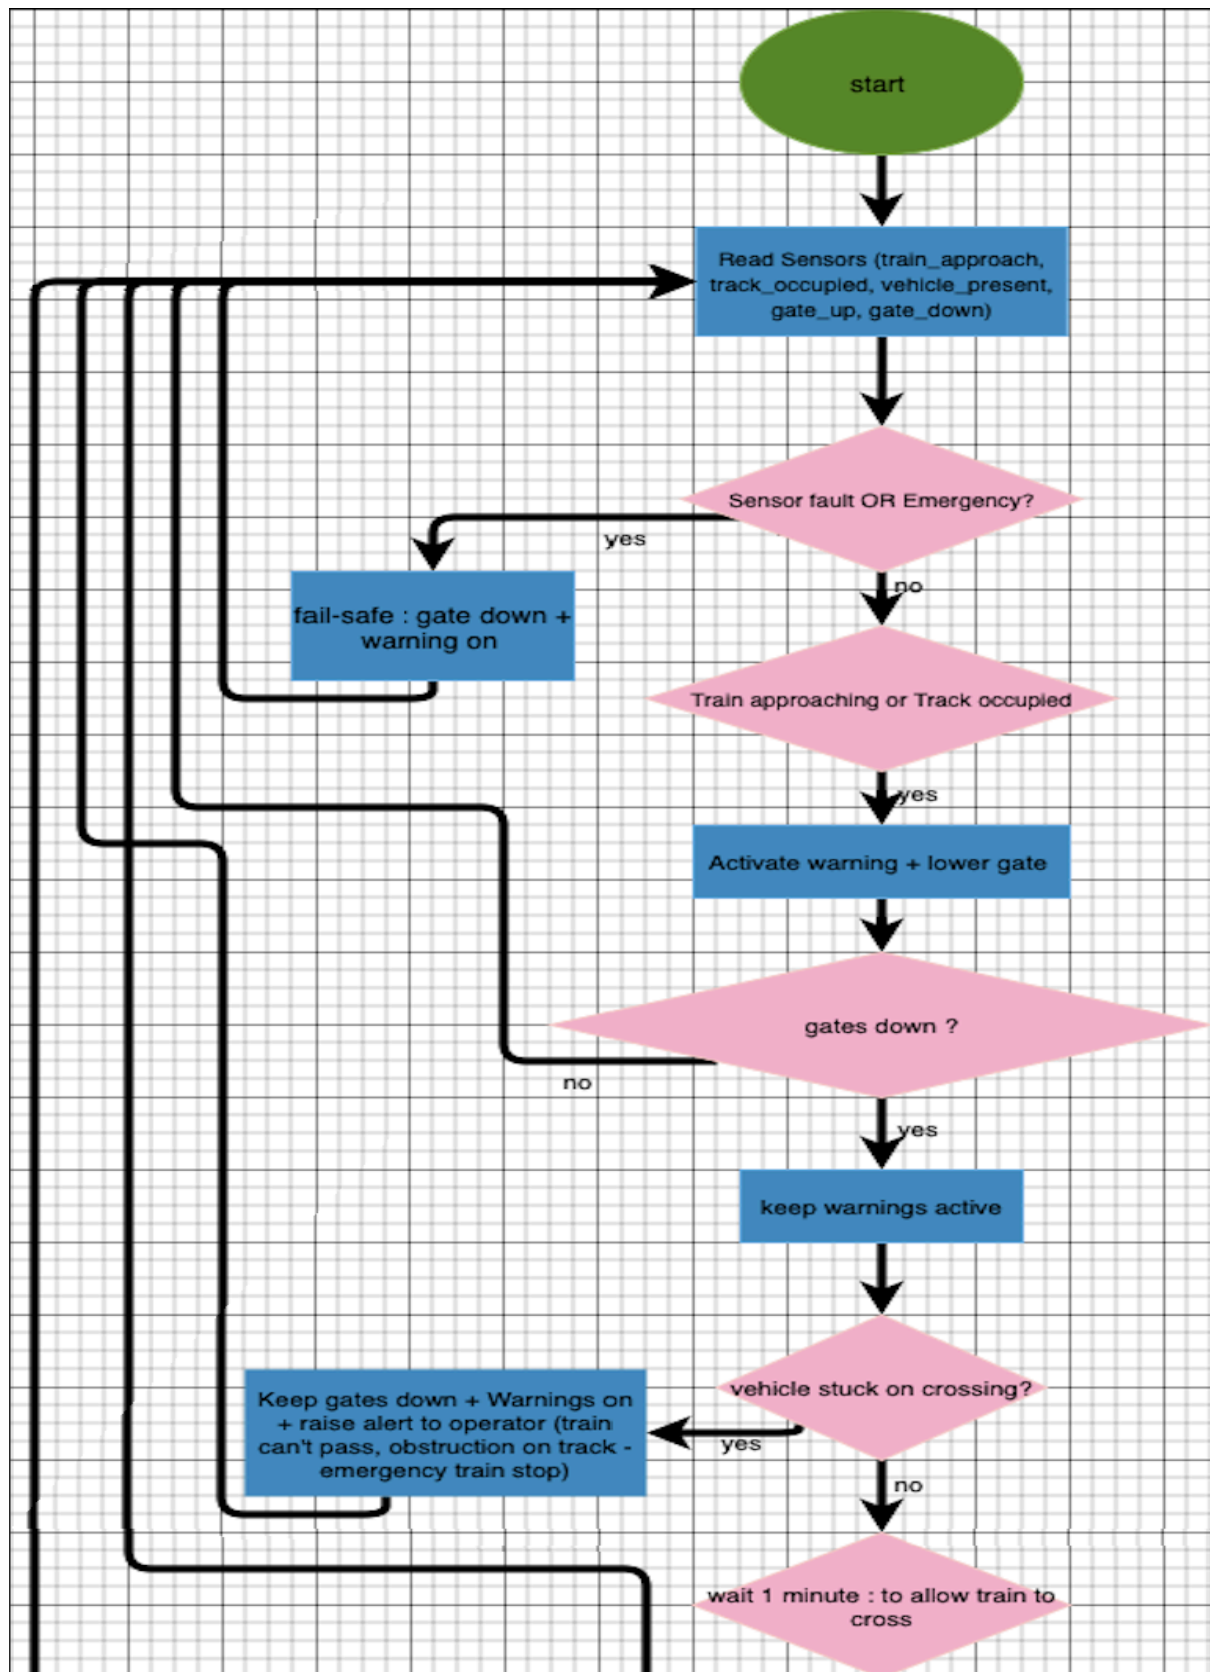 start
Read Sensors (train_approach,
track_occupied, vehicle_present,
gate_up, gate_down)
Sensor fault OR Emergency?
yes
no
fail-safe : gate down +
warning on
Train approaching or Track occupied
yes
Activate warning + lower gate
gates down ?
no
yes
keep warnings active
vehicle stuck on crossing?
Keep gates down + Warnings on
+ raise alert to operator (train
can't pass, obstruction on track -
emergency train stop)
yes
no
wait 1 minute : to allow train to
cross